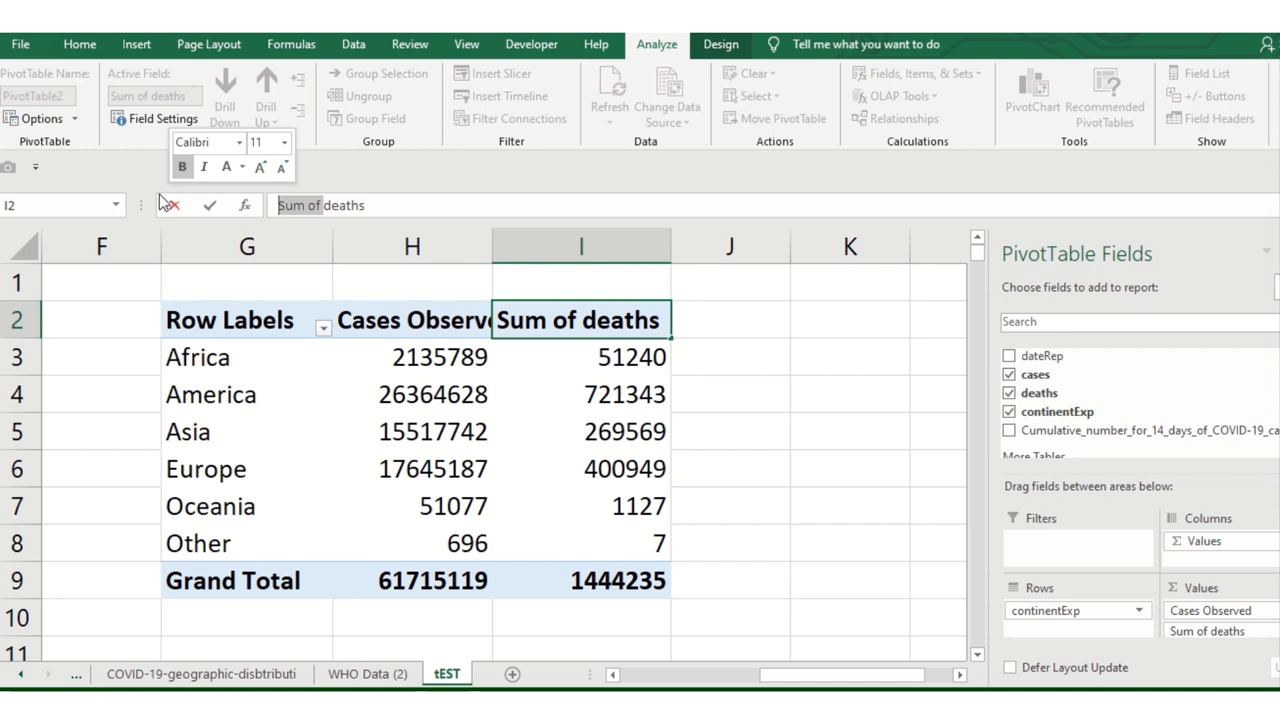 File Home Insert Page Layout Formulas Data Review View Developer Help Analyze Design Tell me what you want to do
PivotTable Name: Active Field: Group Selection Insert Slicer Clear Fields, Items, & Sets Field List
PivotTable2 Sum of deaths Drill Down Drill Up Ungroup Insert Timeline Refresh Change Data Source Select OLAP Tools PivotChart Recommended PivotTables +/- Buttons
Options Field Settings Group Field Filter Connections Move PivotTable Relationships Field Headers
PivotTable Group Filter Data Actions Calculations Tools Show
Calibri 11
B I A A A
I2 fx Sum of deaths
F G H I J K
1
2 Row Labels Cases Observe Sum of deaths
3 Africa 2135789 51240
4 America 26364628 721343
5 Asia 15517742 269569
6 Europe 17645187 400949
7 Oceania 51077 1127
8 Other 696 7
9 Grand Total 61715119 1444235
10
11
PivotTable Fields
Choose fields to add to report:
Search
dateRep
cases
deaths
continentExp
Cumulative_number_for_14_days_of_COVID-19_ca
More Tables
Drag fields between areas below:
Filters Columns
Σ Values
Rows Σ Values
continentExp Cases Observed
Sum of deaths
Defer Layout Update
... COVID-19-geographic-disbtributi WHO Data (2) tEST